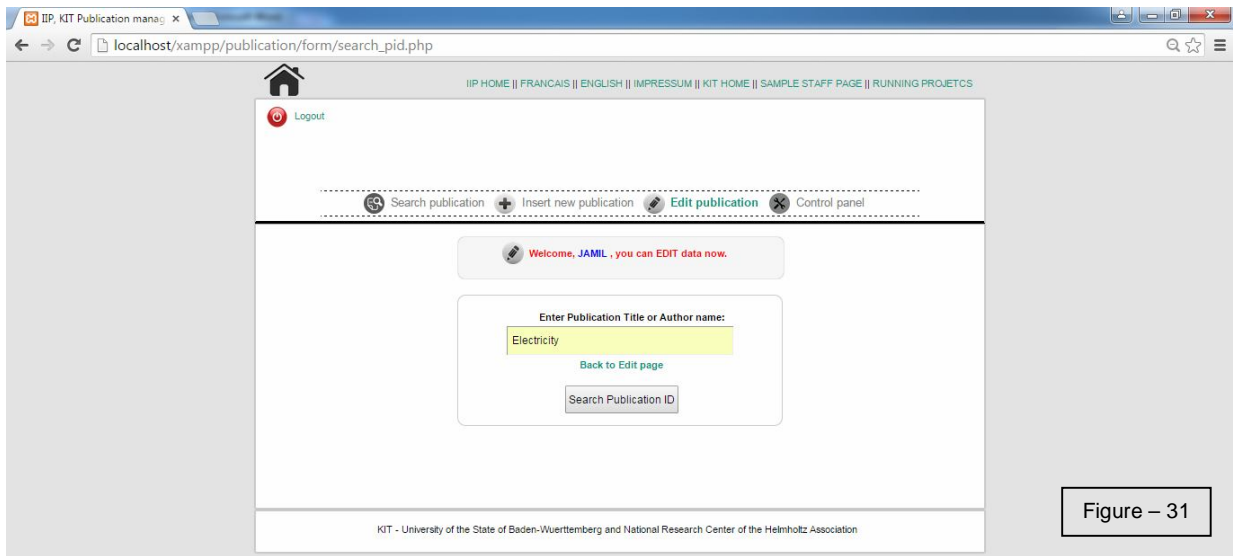 IIP, KIT Publication manag
localhost/xampp/publication/form/search_pid.php
IIP HOME || FRANCAIS || ENGLISH || IMPRESSUM || KIT HOME || SAMPLE STAFF PAGE || RUNNING PROJETCS
Logout
Search publication Insert new publication Edit publication Control panel
Welcome, JAMIL , you can EDIT data now.
Enter Publication Title or Author name:
Electricity
Back to Edit page
Search Publication ID
KIT - University of the State of Baden-Wuerttemberg and National Research Center of the Helmholtz Association
Figure – 31